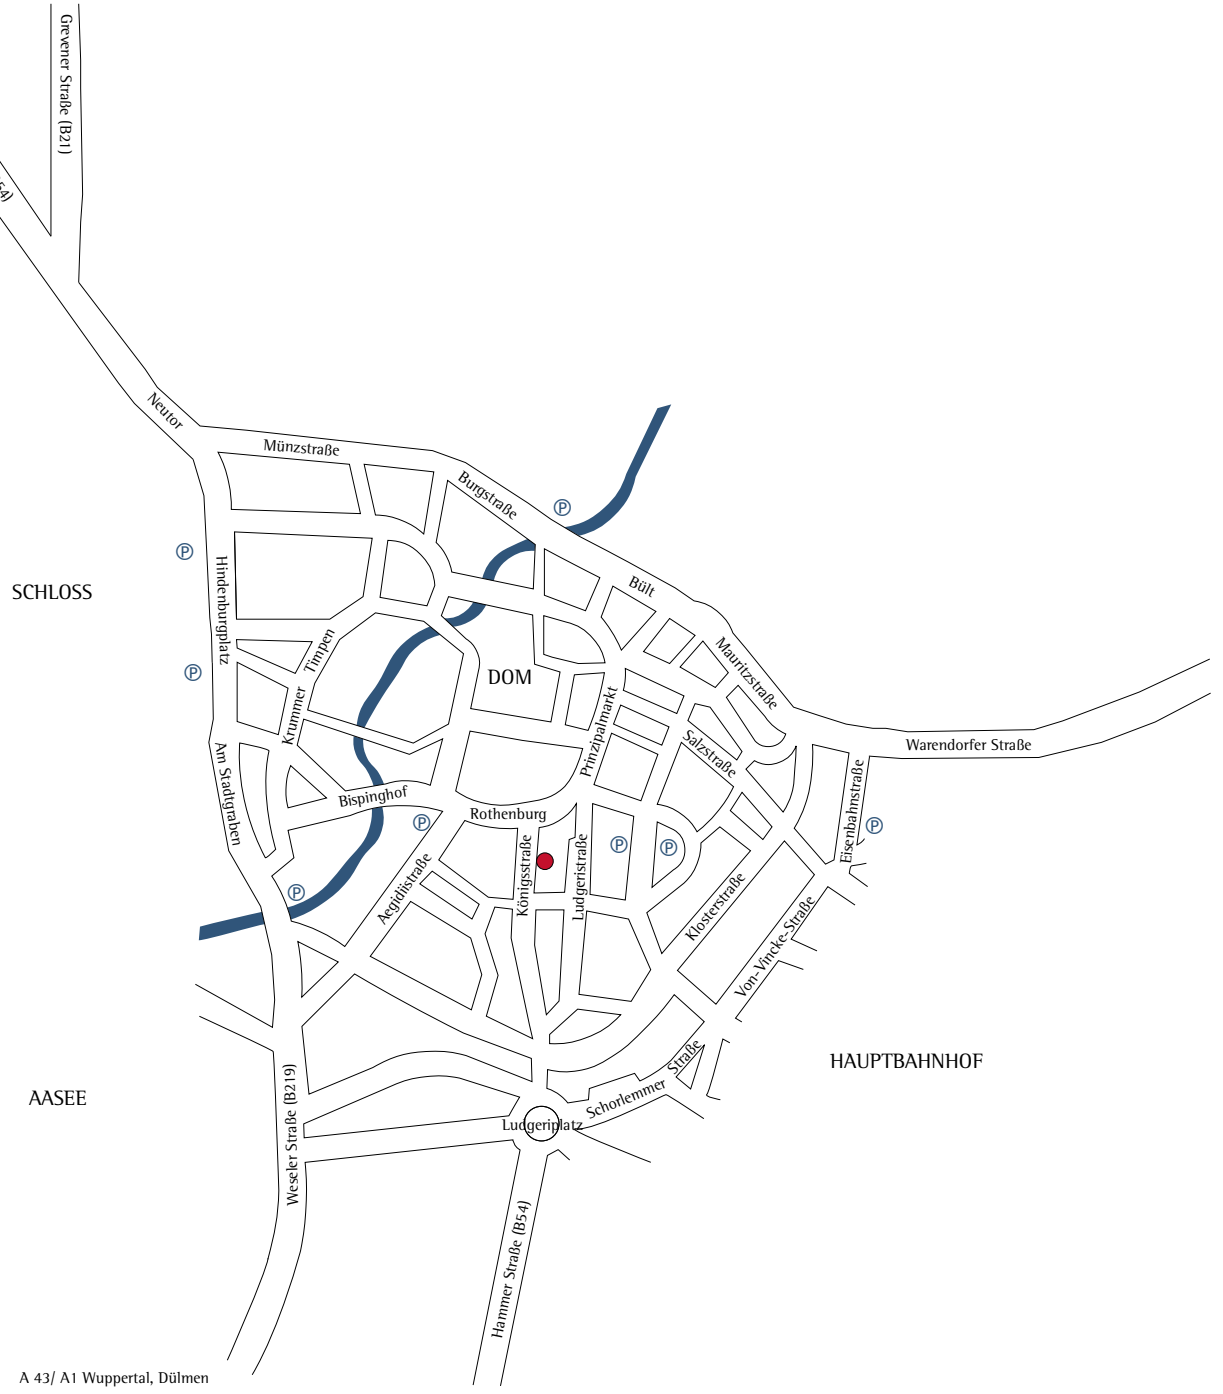 Grevener Straße (B21)
54)
Neutor
Münzstraße
Burgstraße
P
P
Hindenburgplatz
SCHLOSS
Bült
Timpen
Mauritzstraße
P
DOM
Krummer
Prinzipalmarkt
Salzstraße
Warendorfer Straße
Am Stadtgraben
Bispinghof
Rothenburg
Eisenbahnstraße
P
P
P
P
Königsstraße
Ludgeristraße
Aegidiistraße
P
Klosterstraße
Von-Vincke-Straße
HAUPTBAHNHOF
Schorlemmer Straße
AASEE
Weseler Straße (B219)
Ludgeriplatz
Hammer Straße (B54)
A 43/ A1 Wuppertal, Dülmen